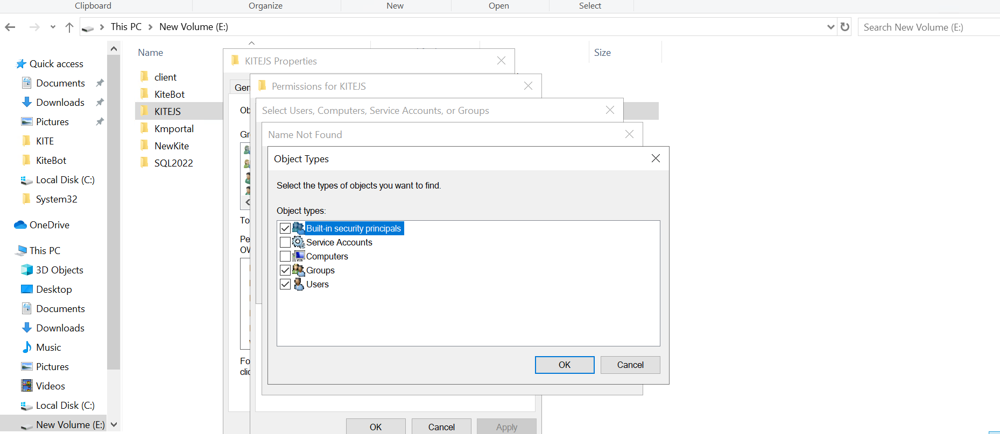 Clipboard
Organize
New
Open
Select
This PC
New Volume (E:)
Search New Volume (E:)
Quick access
Documents
Downloads
Pictures
KITE
KiteBot
Local Disk (C:)
System32
OneDrive
This PC
3D Objects
Desktop
Documents
Downloads
Music
Pictures
Videos
Local Disk (C:)
New Volume (E:)
Name
Size
client
KiteBot
KITEJS
Kmportal
NewKite
SQL2022
KITEJS Properties
Gen
Ob
Gr
To
Pe
OW
Fo
clic
Permissions for KITEJS
Select Users, Computers, Service Accounts, or Groups
Name Not Found
Object Types
Select the types of objects you want to find.
Object types:
Built-in security principals
Service Accounts
Computers
Groups
Users
OK
Cancel
OK
Cancel
Apply